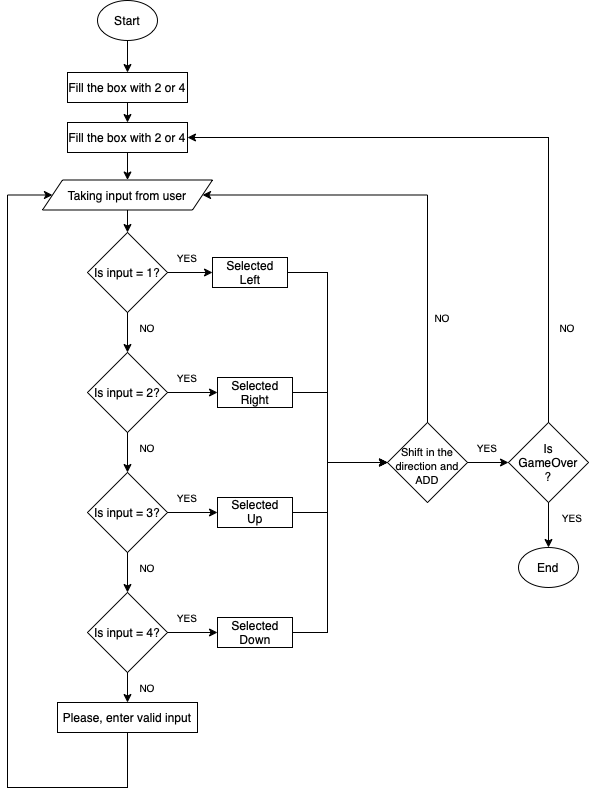 Start
Fill the box with 2 or 4
Fill the box with 2 or 4
Taking input from user
Is input = 1?
YES
Selected
Left
NO
NO
NO
Is input = 2?
YES
Selected
Right
NO
Shift in the
direction and
ADD
YES
Is
GameOver
?
Is input = 3?
YES
Selected
Up
YES
NO
End
Is input = 4?
YES
Selected
Down
NO
Please, enter valid input